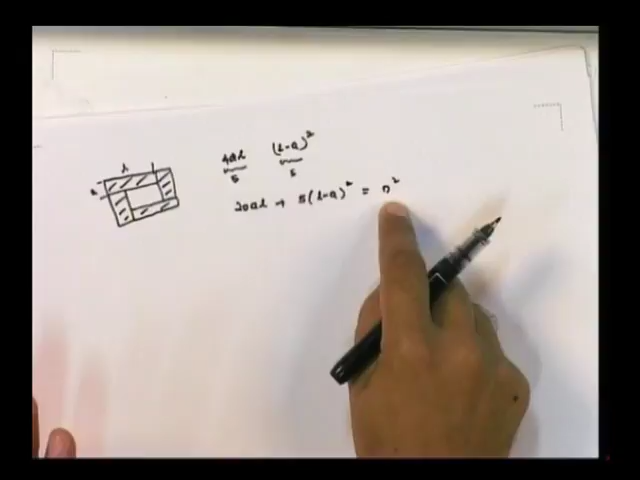 l
a
4al (l-a)²
5 5
20al → 5(l-a)² = n²